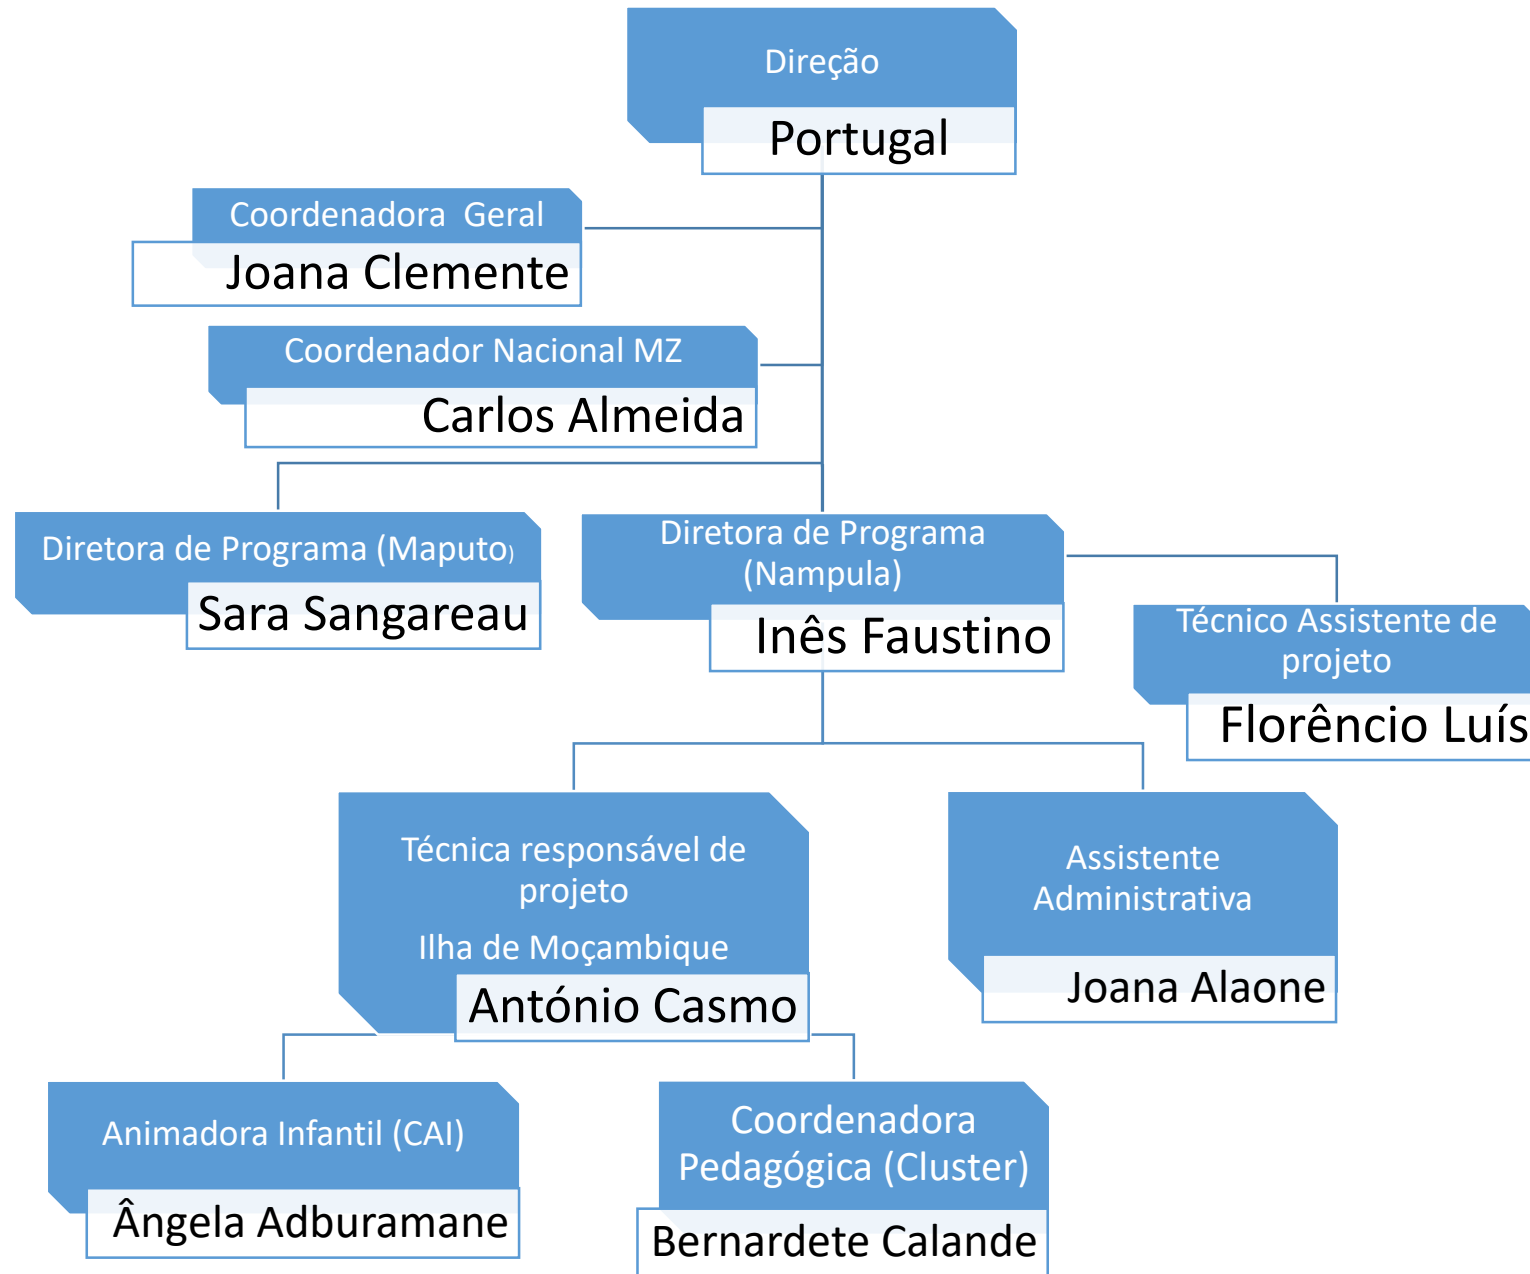 Direção
Portugal
Coordenadora Geral
Joana Clemente
Coordenador Nacional MZ
Carlos Almeida
Diretora de Programa (Maputo)
Sara Sangareau
Diretora de Programa
(Nampula)
Inês Faustino
Técnico Assistente de
projeto
Florêncio Luís
Técnica responsável de
projeto
Ilha de Moçambique
António Casmo
Assistente
Administrativa
Joana Alaone
Animadora Infantil (CAI)
Ângela Adburamane
Coordenadora
Pedagógica (Cluster)
Bernardete Calande